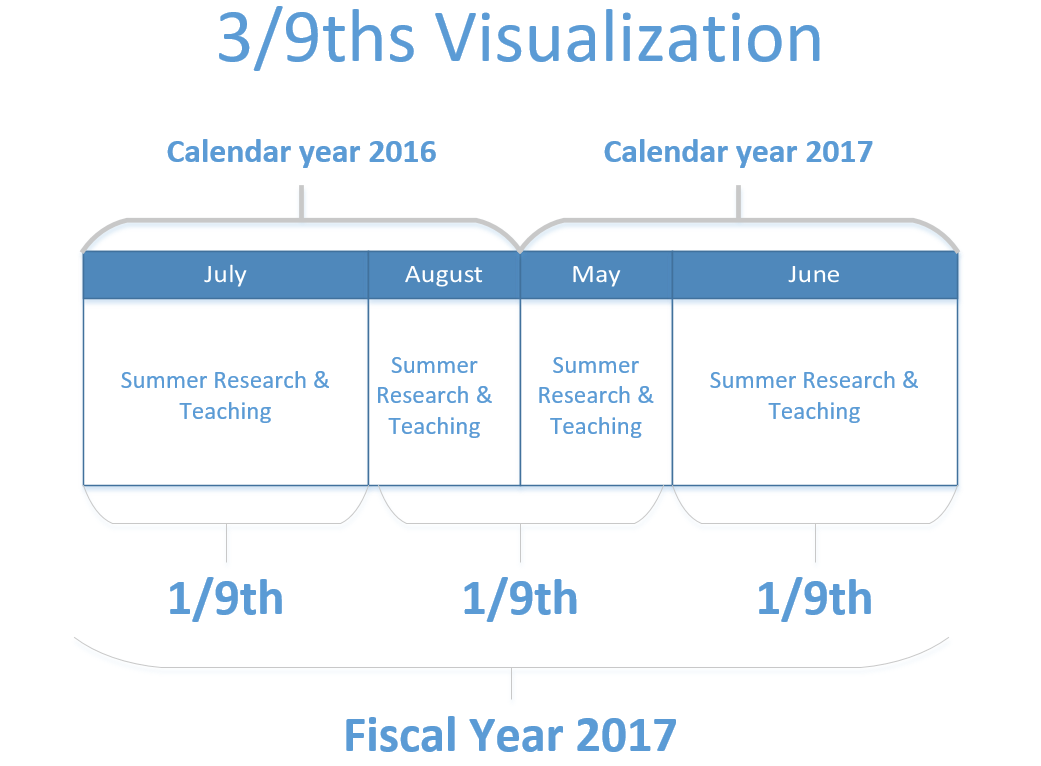 3/9ths Visualization
Calendar year 2016
Calendar year 2017
July
August
May
June
Summer Research &
Teaching
Summer
Research &
Teaching
Summer
Research &
Teaching
Summer Research &
Teaching
1/9th
1/9th
1/9th
Fiscal Year 2017